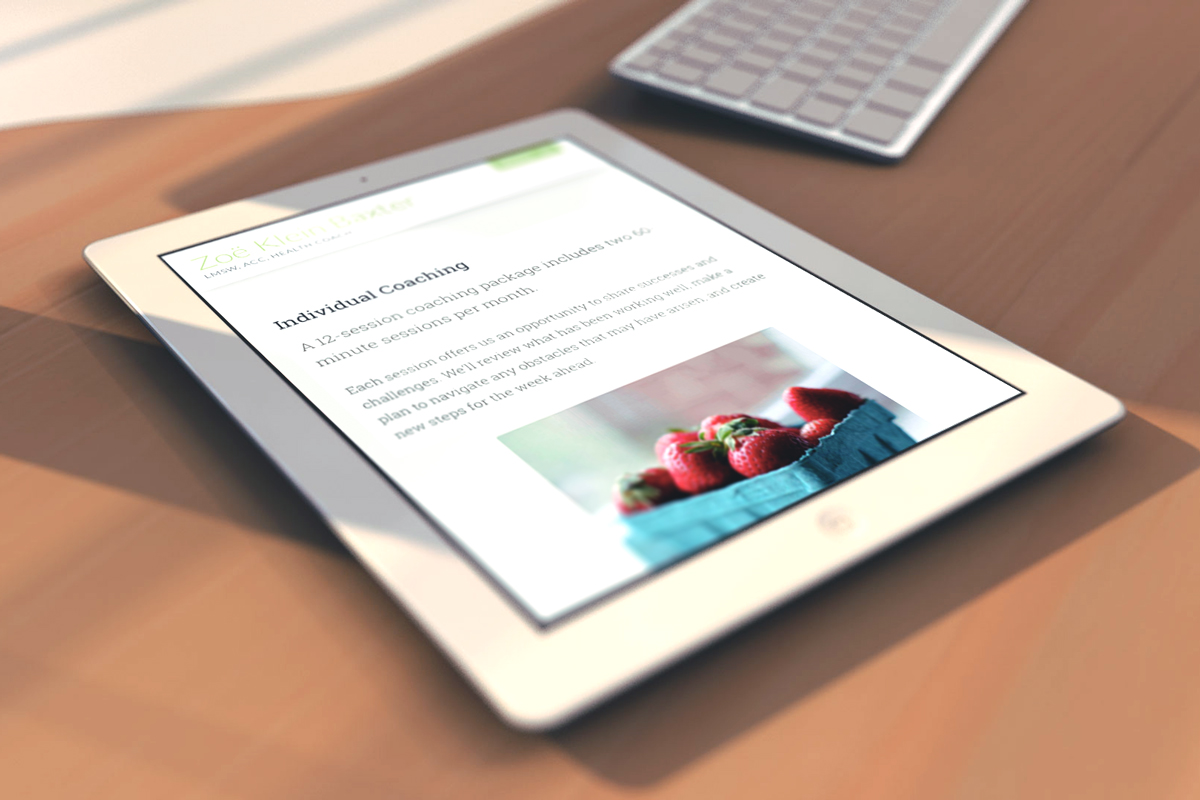 Zoë Klein Baxter
LMSW, ACC, HEALTH COACH
Individual Coaching
A 12-session coaching package includes two 60
minute sessions per month.
Each session offers us an opportunity to share successes and
challenges. We'll review what has been working well, make a
plan to navigate any obstacles that may have arisen, and create
new steps for the week ahead.